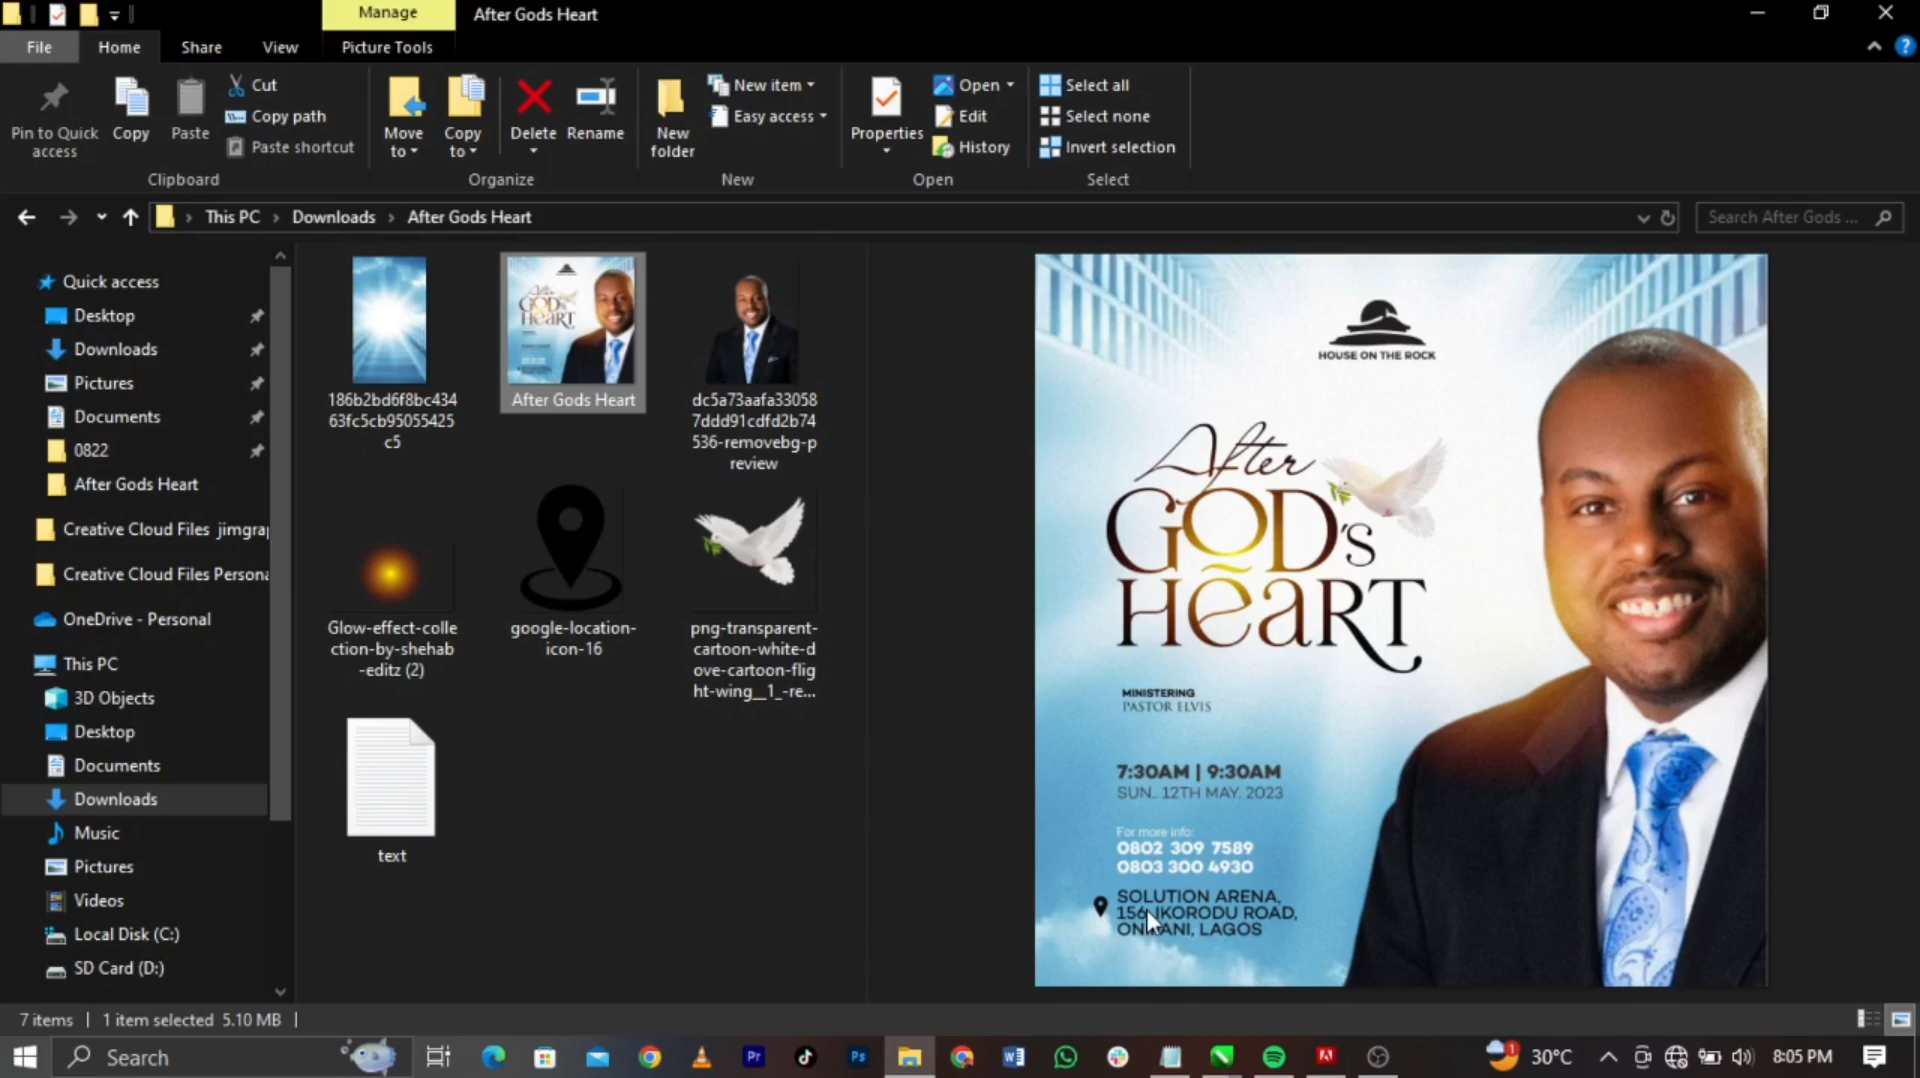 Manage
After Gods Heart
File
Home
Share
View
Picture Tools
Pin to Quick access
Copy
Paste
Cut
Copy path
Paste shortcut
Clipboard
Move to
Copy to
Delete
Rename
Organize
New folder
New item
Easy access
New
Properties
Open
Edit
History
Open
Select all
Select none
Invert selection
Select
This PC
Downloads
After Gods Heart
Search After Gods ...
Quick access
Desktop
Downloads
Pictures
Documents
0822
After Gods Heart
Creative Cloud Files jimgrap
Creative Cloud Files Persona
OneDrive - Personal
This PC
3D Objects
Desktop
Documents
Downloads
Music
Pictures
Videos
Local Disk (C:)
SD Card (D:)
186b2bd6f8bc434
63fc5cb95055425
c5
After Gods Heart
dc5a73aafa33058
7ddd91cdfd2b74
536-removebg-p
review
Glow-effect-colle
ction-by-shehab
-editz (2)
google-location-
icon-16
png-transparent-
cartoon-white-d
ove-cartoon-flig
ht-wing__1_-re...
text
HOUSE ON THE ROCK
After
GOD's
HeaRT
MINISTERING
PASTOR ELVIS
7:30AM | 9:30AM
SUN.. 12TH MAY. 2023
For more info:
0802 309 7589
0803 300 4930
SOLUTION ARENA,
156, IKORODU ROAD,
LAGOS
7 items
1 item selected 5.10 MB
Search
Pr
Ps
30°C
8:05 PM